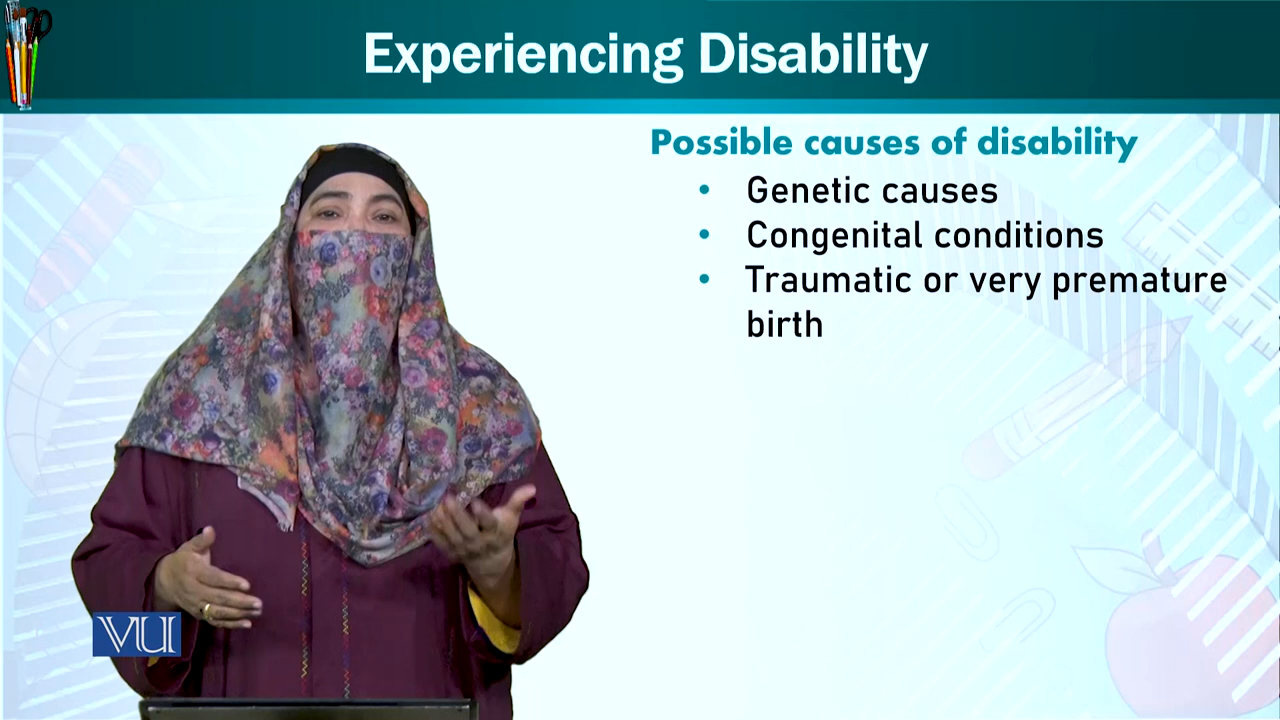 Experiencing Disability
Possible causes of disability
• Genetic causes
• Congenital conditions
• Traumatic or very premature
birth
VU